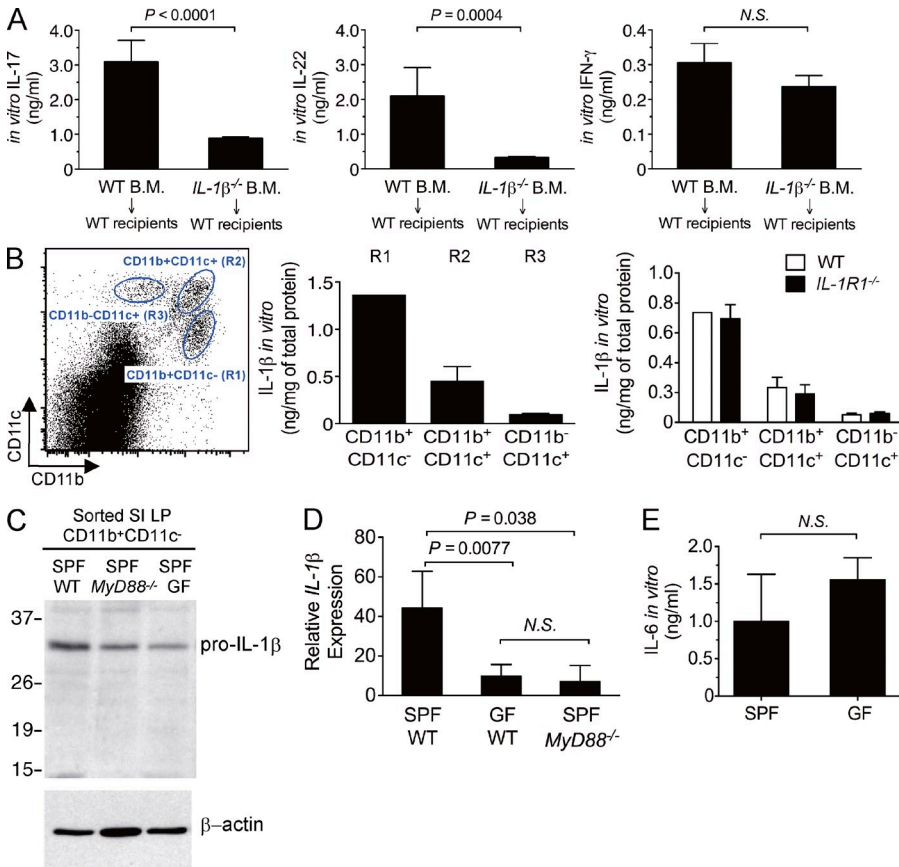 A
P < 0.0001
in vitro IL-17
(ng/ml)
4.0
3.0
2.0
1.0
0
WT B.M.
IL-1β-/- B.M.
WT recipients
WT recipients
P = 0.0004
in vitro IL-22
(ng/ml)
4.0
3.0
2.0
1.0
0
WT B.M.
IL-1β-/- B.M.
WT recipients
WT recipients
N.S.
in vitro IFN-γ
(ng/ml)
0.4
0.3
0.2
0.1
0
WT B.M.
IL-1β-/- B.M.
WT recipients
WT recipients
B
CD11b+CD11c+ (R2)
CD11b-CD11c+ (R3)
CD11b+CD11c- (R1)
CD11c
CD11b
R1 R2 R3
IL-1β in vitro
(ng/mg of total protein)
1.5
1.0
0.5
0
CD11b+ CD11b+ CD11b-
CD11c- CD11c+ CD11c+
WT
IL-1R1-/-
IL-1β in vitro
(ng/mg of total protein)
1.0
0.8
0.5
0.3
0
CD11b+ CD11b+ CD11b-
CD11c- CD11c+ CD11c+
C
Sorted SI LP
CD11b+CD11c-
SPF SPF SPF
WT MyD88-/- GF
37-
26-
19-
15-
pro-IL-1β
β-actin
D
P = 0.038
P = 0.0077
N.S.
Relative IL-1β
Expression
80
60
40
20
0
SPF GF SPF
WT WT MyD88-/-
E
N.S.
IL-6 in vitro
(ng/ml)
2.0
1.5
1.0
0.5
0
SPF GF